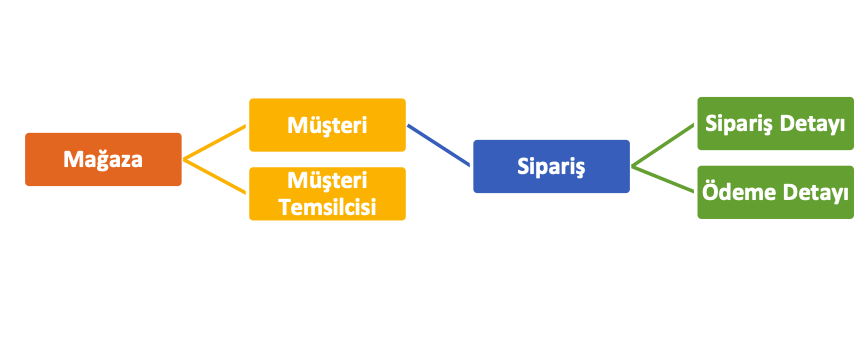 Mağaza
Müşteri
Müşteri
Temsilcisi
Sipariş
Sipariş Detayı
Ödeme Detayı